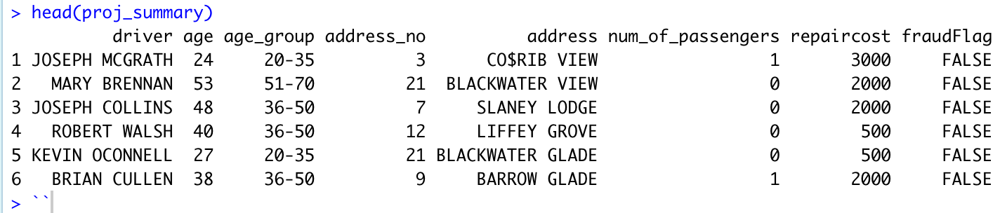 > head(proj_summary)
driver age age_group address_no address num_of_passengers repaircost fraudFlag
1 JOSEPH MCGRATH 24 20-35 3 CO$RIB VIEW 1 3000 FALSE
2 MARY BRENNAN 53 51-70 21 BLACKWATER VIEW 0 2000 FALSE
3 JOSEPH COLLINS 48 36-50 7 SLANEY LODGE 0 2000 FALSE
4 ROBERT WALSH 40 36-50 12 LIFFEY GROVE 0 500 FALSE
5 KEVIN OCONNELL 27 20-35 21 BLACKWATER GLADE 0 500 FALSE
6 BRIAN CULLEN 38 36-50 9 BARROW GLADE 1 2000 FALSE
> ``